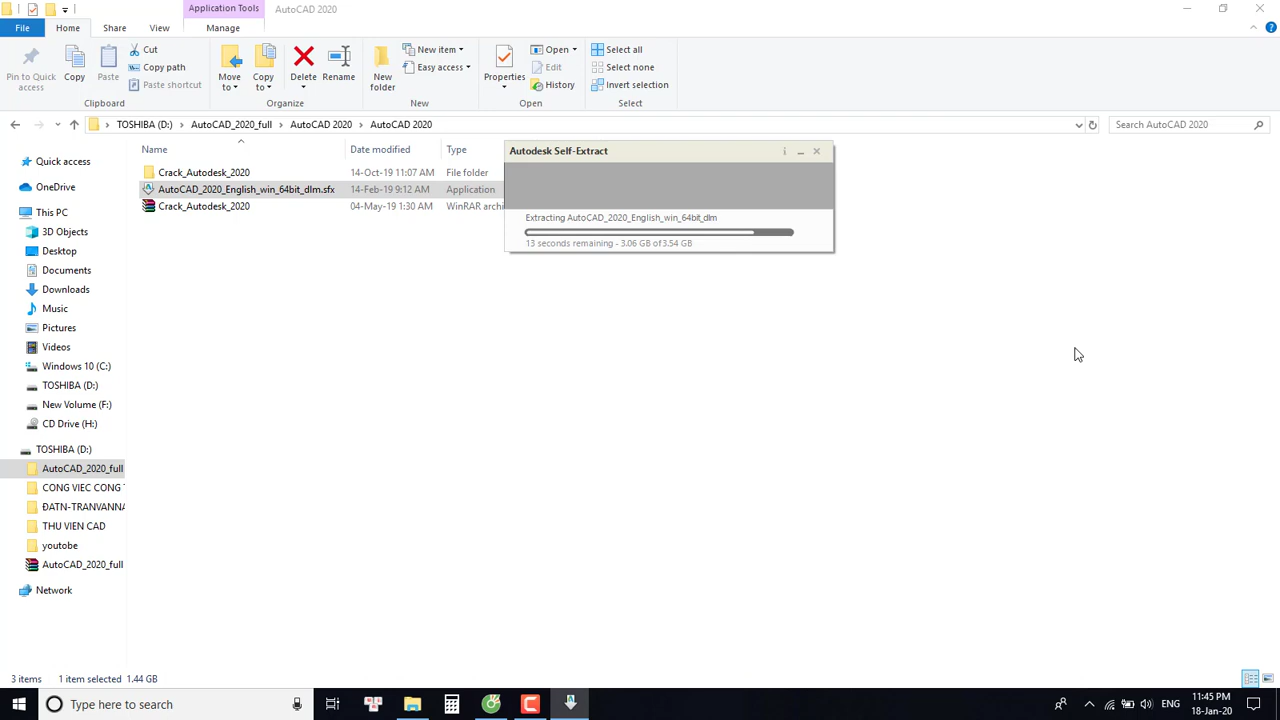 Application Tools AutoCAD 2020
File Home Share View Manage
Pin to Quick access
Copy
Paste
Cut
Copy path
Paste shortcut
Clipboard
Move to
Copy to
Delete
Rename
Organize
New folder
New item
Easy access
New
Properties
Open
Edit
History
Open
Select all
Select none
Invert selection
Select
TOSHIBA (D:) AutoCAD_2020_full AutoCAD 2020 AutoCAD 2020 Search AutoCAD 2020
Name Date modified Type
Crack_Autodesk_2020 14-Oct-19 11:07 AM File folder
AutoCAD_2020_English_win_64bit_dlm.sfx 14-Feb-19 9:12 AM Application
Crack_Autodesk_2020 04-May-19 1:30 AM WinRAR archi
Autodesk Self-Extract
Extracting AutoCAD_2020_English_win_64bit_dlm
13 seconds remaining - 3.06 GB of 3.54 GB
Quick access
OneDrive
This PC
3D Objects
Desktop
Documents
Downloads
Music
Pictures
Videos
Windows 10 (C:)
TOSHIBA (D:)
New Volume (F:)
CD Drive (H:)
TOSHIBA (D:)
AutoCAD_2020_full
CONG VIEC CONG T
ĐATN-TRANVANNA
THU VIEN CAD
youtobe
AutoCAD_2020_full
Network
3 items 1 item selected 1.44 GB
Type here to search
ENG
11:45 PM
18-Jan-20